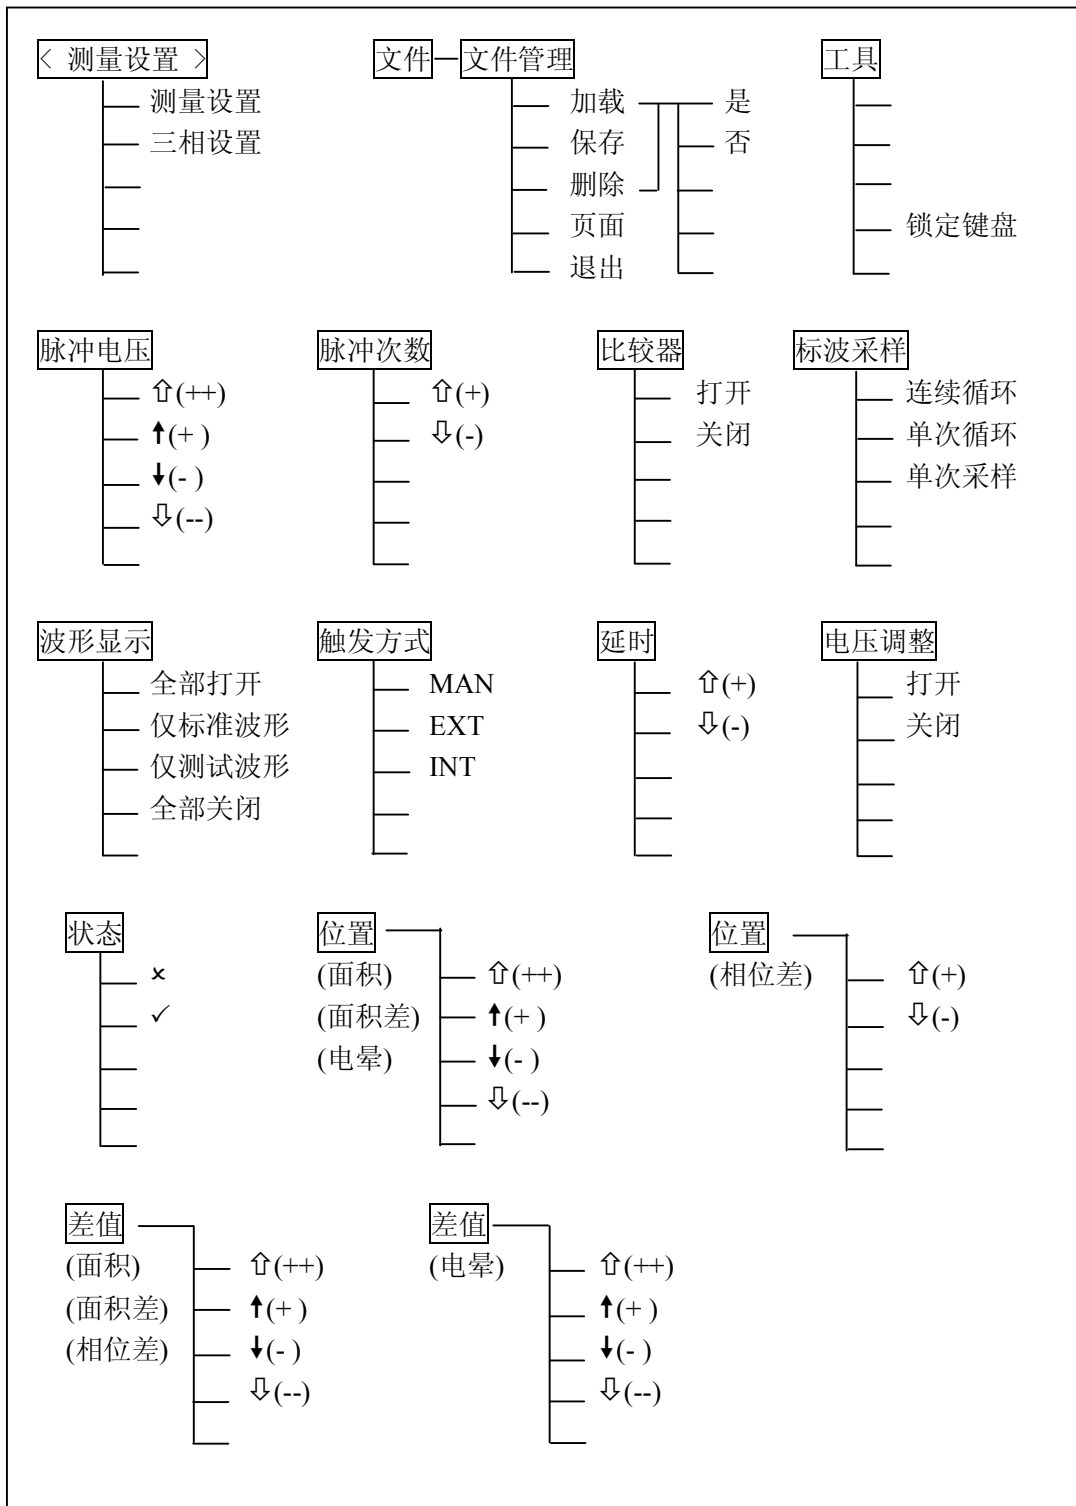 < 测量设置 >
测量设置
三相设置
文件
文件管理
加载
保存
删除
页面
退出
是
否
工具
锁定键盘
脉冲电压
⇧(++)
↑(+ )
↓(- )
⇩(--)
脉冲次数
⇧(+)
⇩(-)
比较器
打开
关闭
标波采样
连续循环
单次循环
单次采样
波形显示
全部打开
仅标准波形
仅测试波形
全部关闭
触发方式
MAN
EXT
INT
延时
⇧(+)
⇩(-)
电压调整
打开
关闭
状态
×
✓
位置
(面积)
(面积差)
(电晕)
⇧(++)
↑(+ )
↓(- )
⇩(--)
位置
(相位差)
⇧(+)
⇩(-)
差值
(面积)
(面积差)
(相位差)
⇧(++)
↑(+ )
↓(- )
⇩(--)
差值
(电晕)
⇧(++)
↑(+ )
↓(- )
⇩(--)